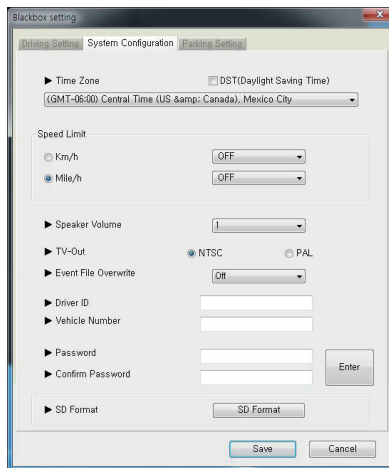 Blackbox setting
X
Driving Setting System Configuration Parking Setting
▶ Time Zone DST(Daylight Saving Time)
(GMT-06:00) Central Time (US &amp; Canada), Mexico City
Speed Limit
Km/h OFF
Mile/h OFF
▶ Speaker Volume 1
▶ TV-Out NTSC PAL
▶ Event File Overwrite Off
▶ Driver ID
▶ Vehicle Number
▶ Password
Enter
▶ Confirm Password
▶ SD Format SD Format
Save Cancel